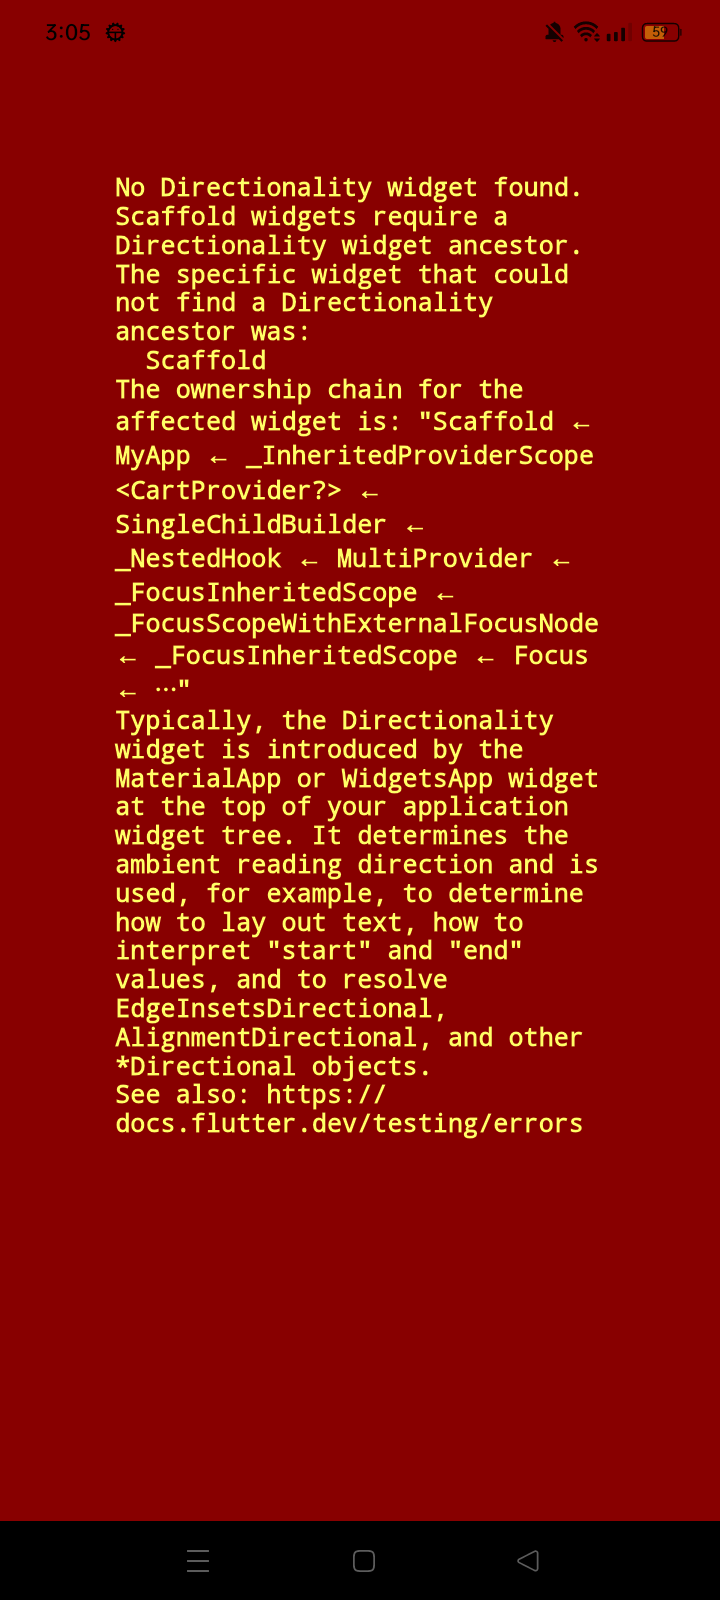 3:05
59
No Directionality widget found.
Scaffold widgets require a
Directionality widget ancestor.
The specific widget that could
not find a Directionality
ancestor was:
  Scaffold
The ownership chain for the
affected widget is: "Scaffold ←
MyApp ← _InheritedProviderScope
<CartProvider?> ←
SingleChildBuilder ←
_NestedHook ← MultiProvider ←
_FocusInheritedScope ←
_FocusScopeWithExternalFocusNode
← _FocusInheritedScope ← Focus
← ⋯"
Typically, the Directionality
widget is introduced by the
MaterialApp or WidgetsApp widget
at the top of your application
widget tree. It determines the
ambient reading direction and is
used, for example, to determine
how to lay out text, how to
interpret "start" and "end"
values, and to resolve
EdgeInsetsDirectional,
AlignmentDirectional, and other
*Directional objects.
See also: https://
docs.flutter.dev/testing/errors